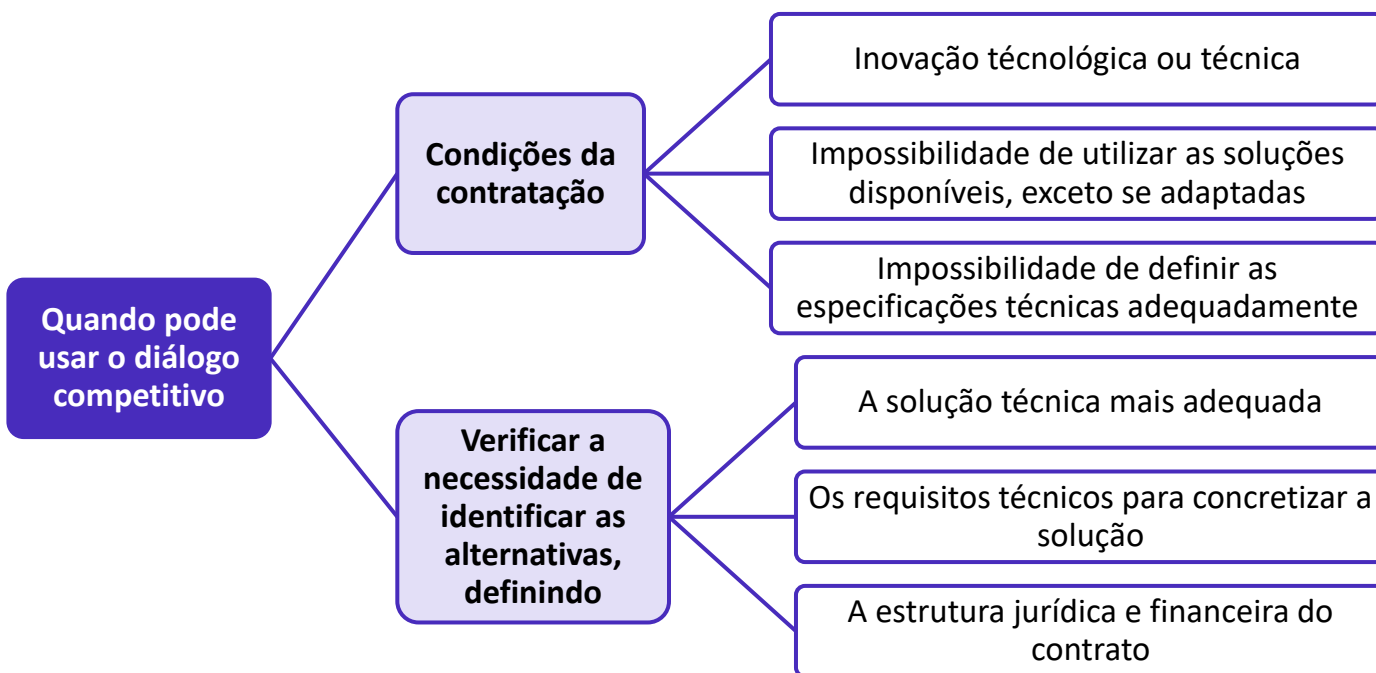 Quando pode
usar o diálogo
competitivo
Condições da
contratação
Inovação técnológica ou técnica
Impossibilidade de utilizar as soluções
disponíveis, exceto se adaptadas
Impossibilidade de definir as
especificações técnicas adequadamente
Verificar a
necessidade de
identificar as
alternativas,
definindo
A solução técnica mais adequada
Os requisitos técnicos para concretizar a
solução
A estrutura jurídica e financeira do
contrato